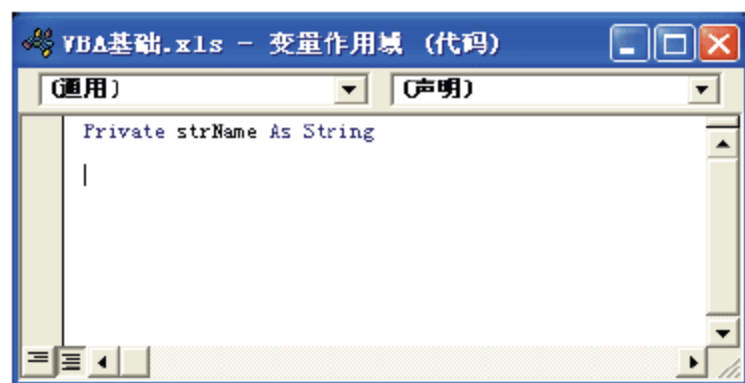 VBA基础.xls - 变量作用域 (代码)
(通用) (声明)
Private strName As String